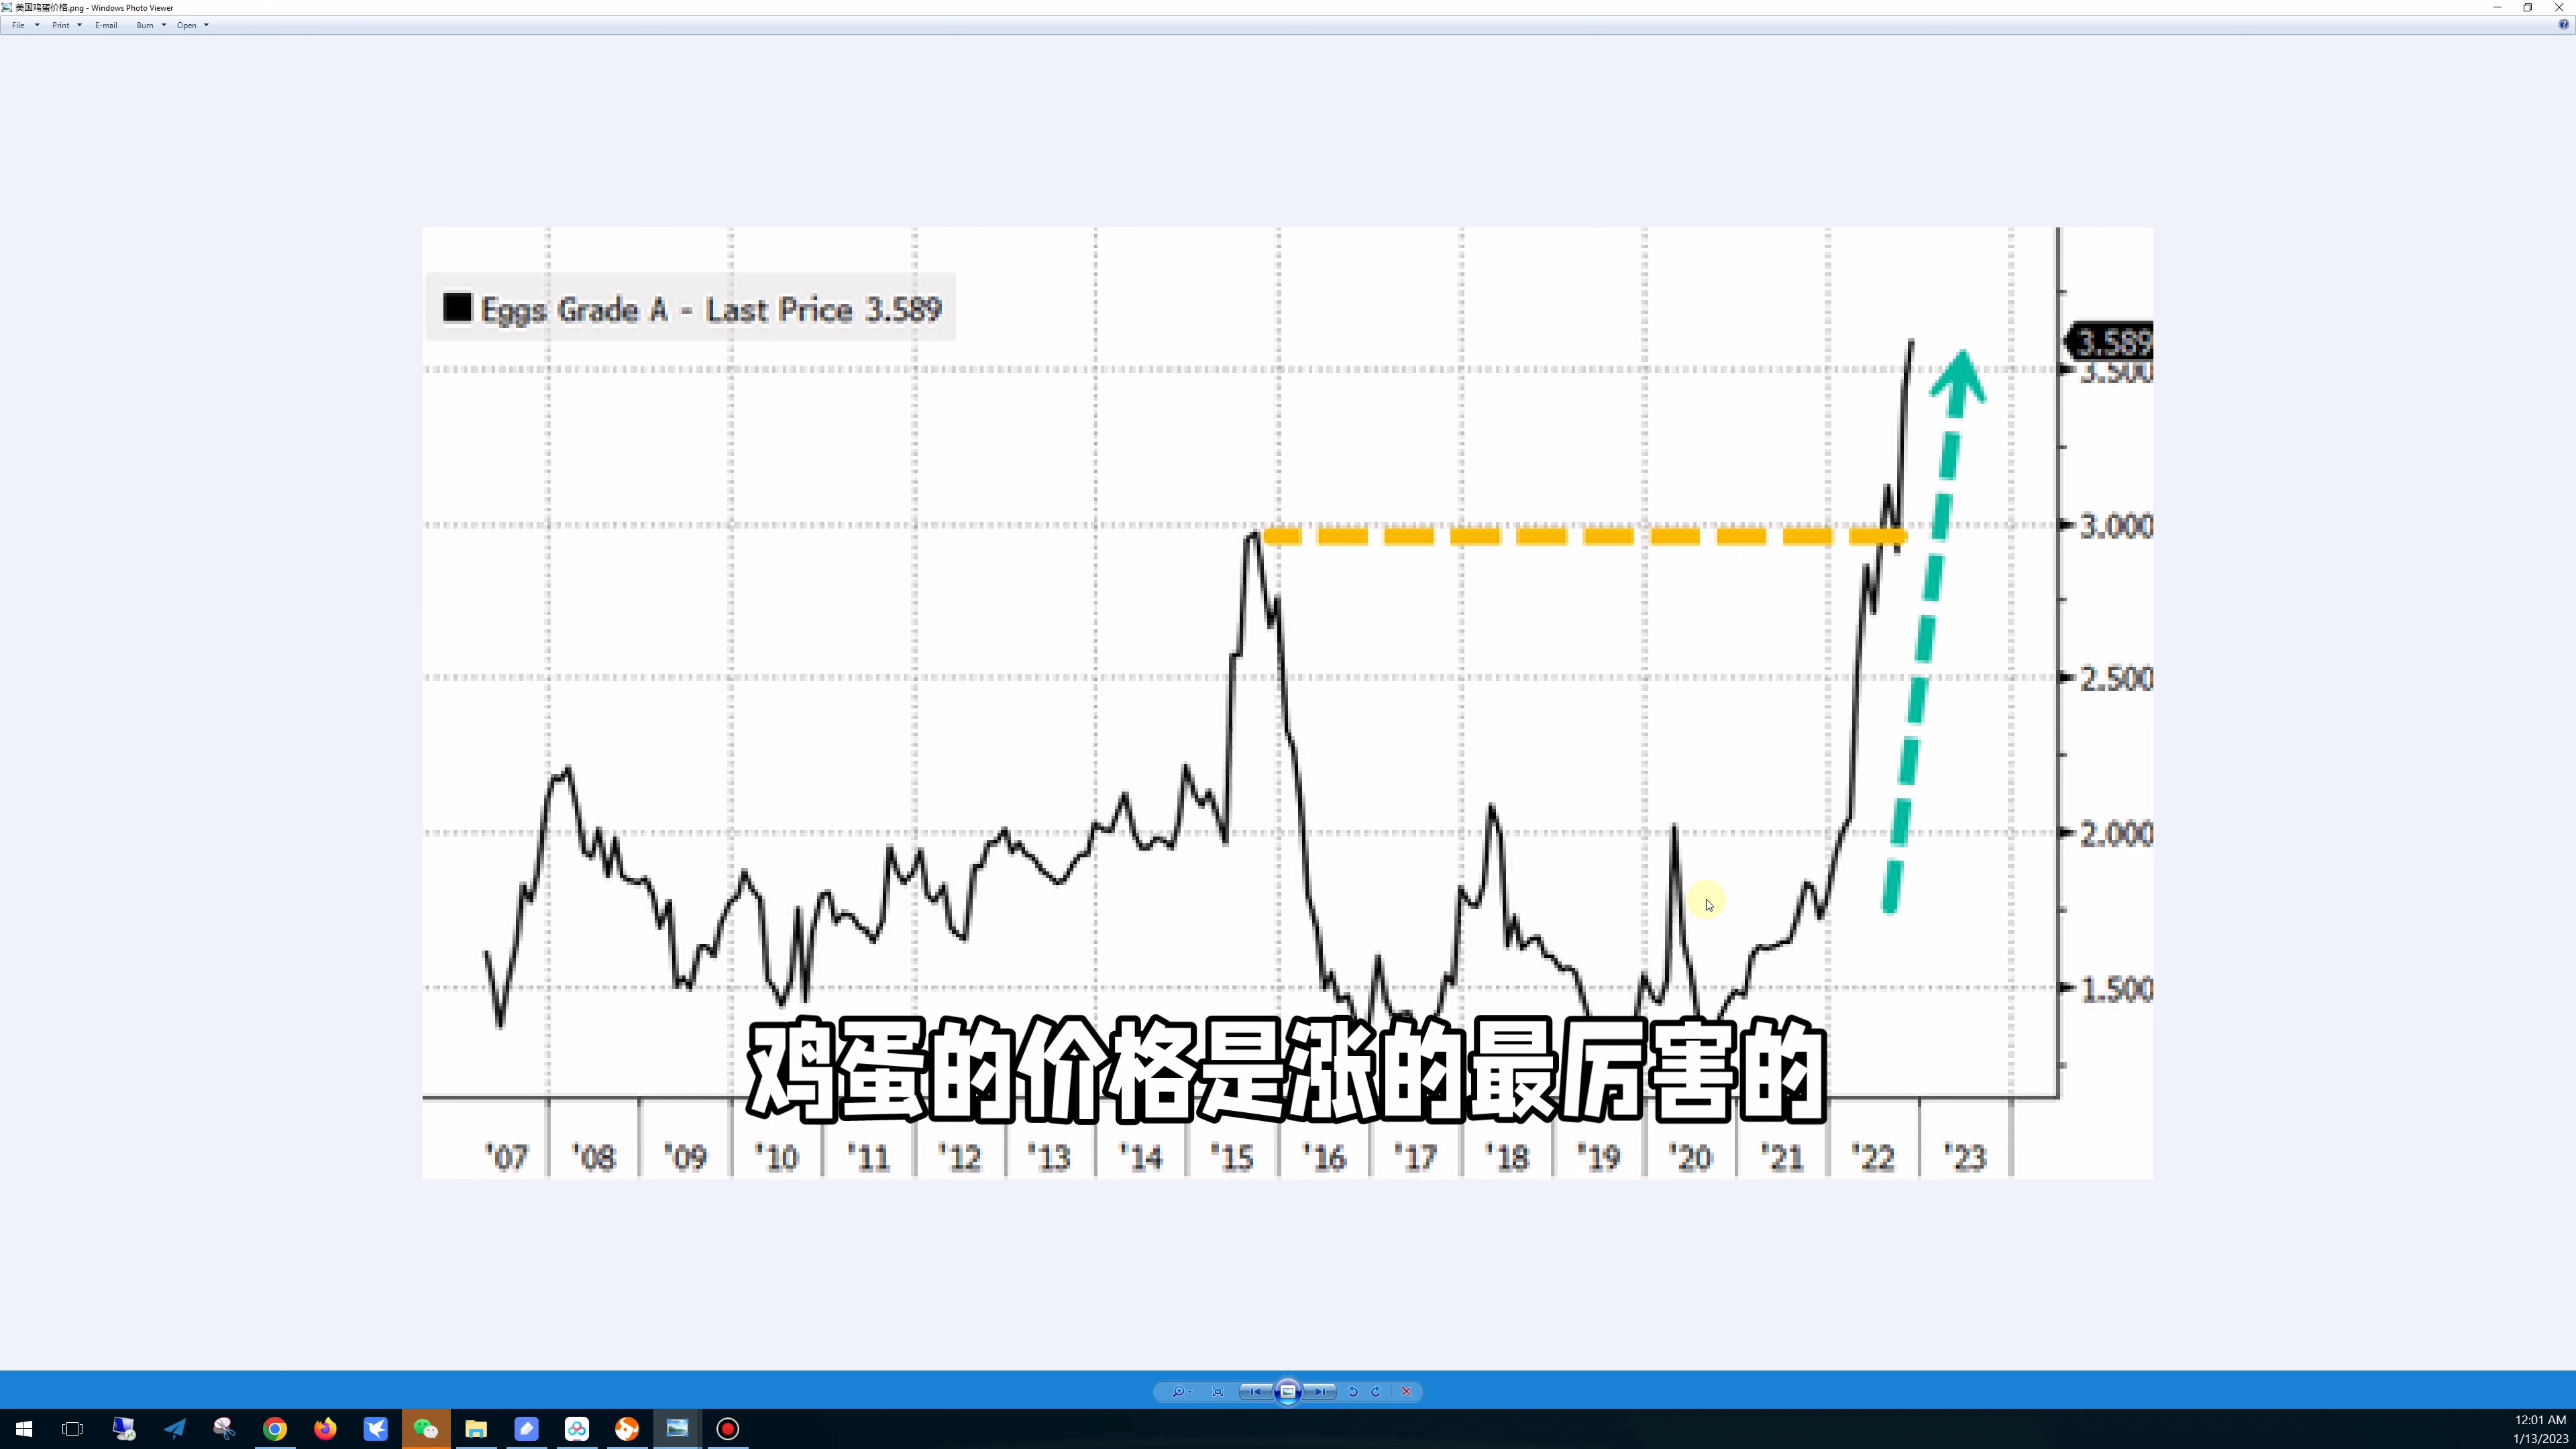 美国鸡蛋价格.png - Windows Photo Viewer
File Print E-mail Burn Open
Eggs Grade A - Last Price 3.589
3.589
3.500
3.000
2.500
2.000
1.500
鸡蛋的价格是涨的最厉害的
'07 '08 '09 '10 '11 '12 '13 '14 '15 '16 '17 '18 '19 '20 '21 '22 '23
12:01 AM
1/13/2023